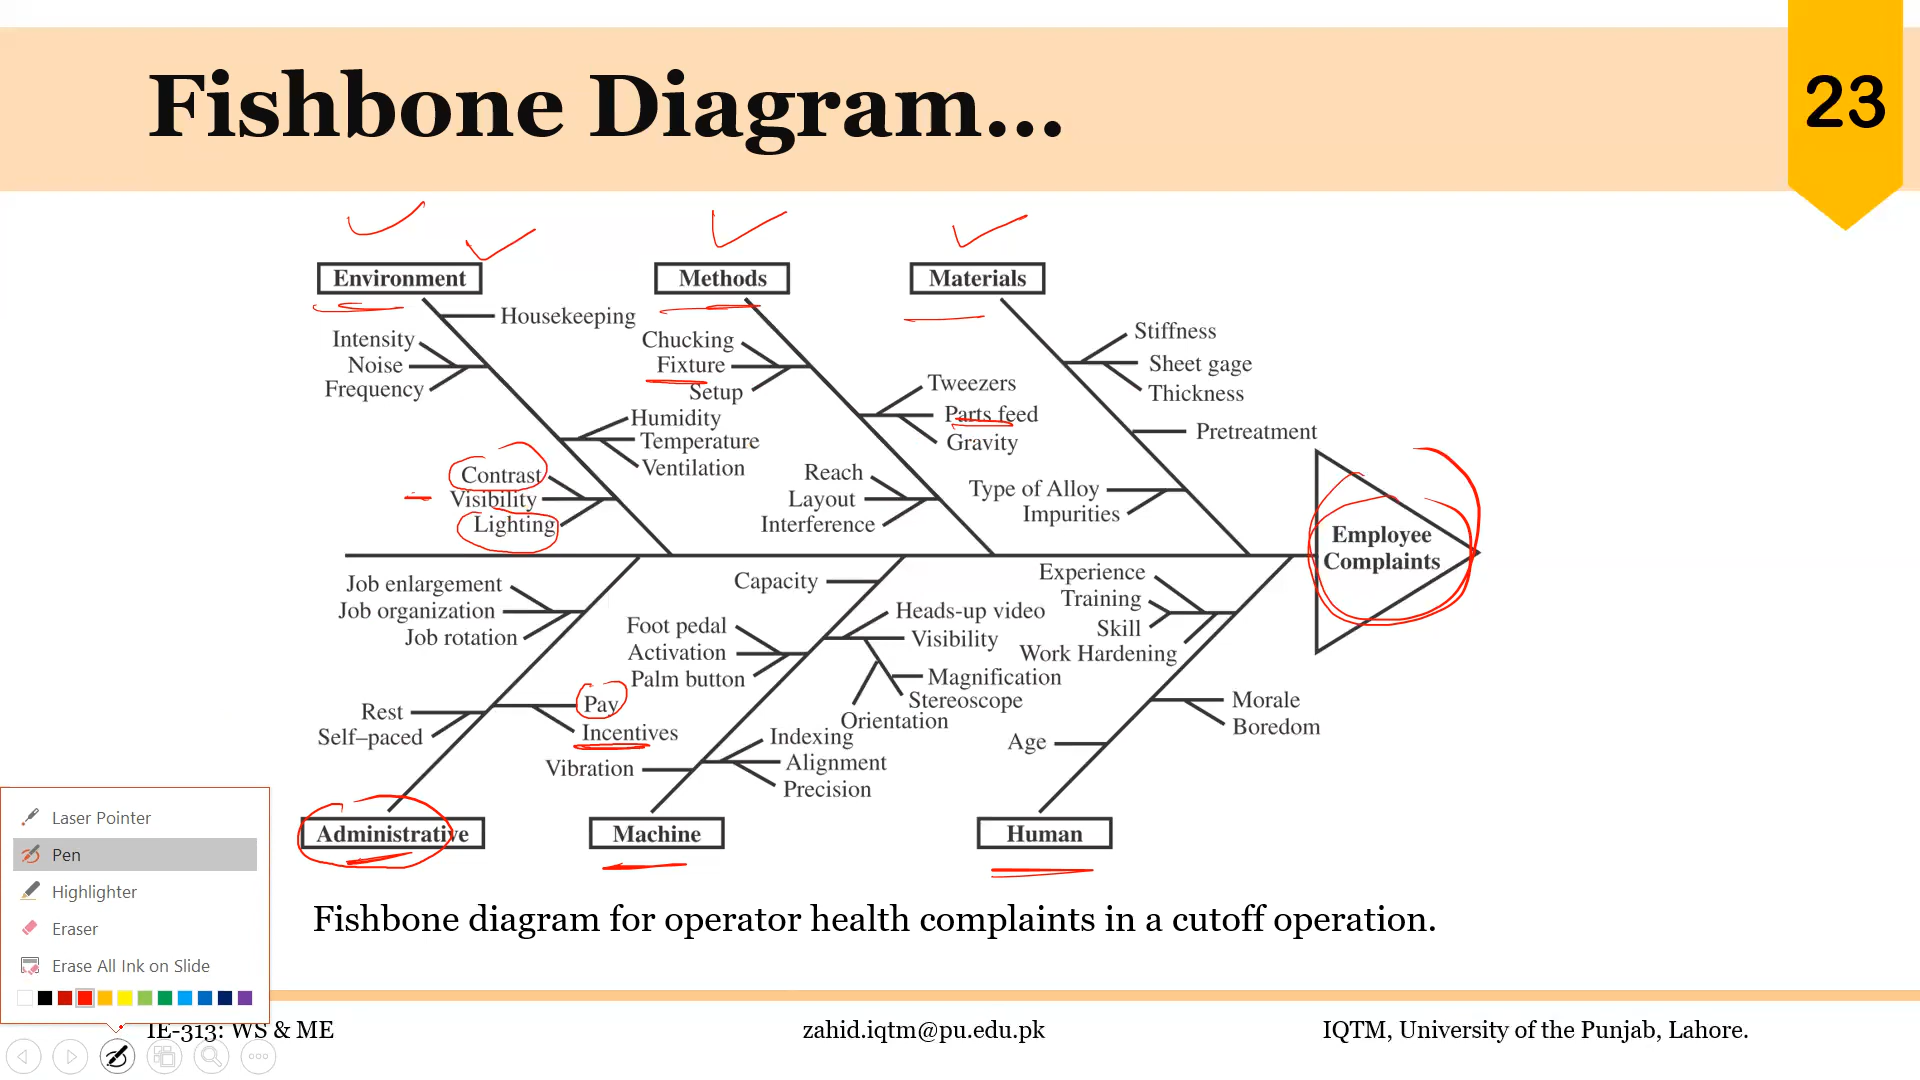 Fishbone Diagram...
23
Environment
Methods
Materials
Housekeeping
Intensity
Noise
Frequency
Chucking
Fixture
Setup
Stiffness
Sheet gage
Thickness
Humidity
Temperature
Ventilation
Tweezers
Parts feed
Gravity
Pretreatment
Contrast
Visibility
Lighting
Reach
Layout
Interference
Type of Alloy
Impurities
Employee
Complaints
Job enlargement
Job organization
Job rotation
Capacity
Foot pedal
Activation
Palm button
Heads-up video
Visibility
Magnification
Stereoscope
Orientation
Experience
Training
Skill
Work Hardening
Rest
Self–paced
Pay
Incentives
Vibration
Indexing
Alignment
Precision
Age
Morale
Boredom
Administrative
Machine
Human
Fishbone diagram for operator health complaints in a cutoff operation.
Laser Pointer
Pen
Highlighter
Eraser
Erase All Ink on Slide
IE-313: WS & ME
zahid.iqtm@pu.edu.pk
IQTM, University of the Punjab, Lahore.